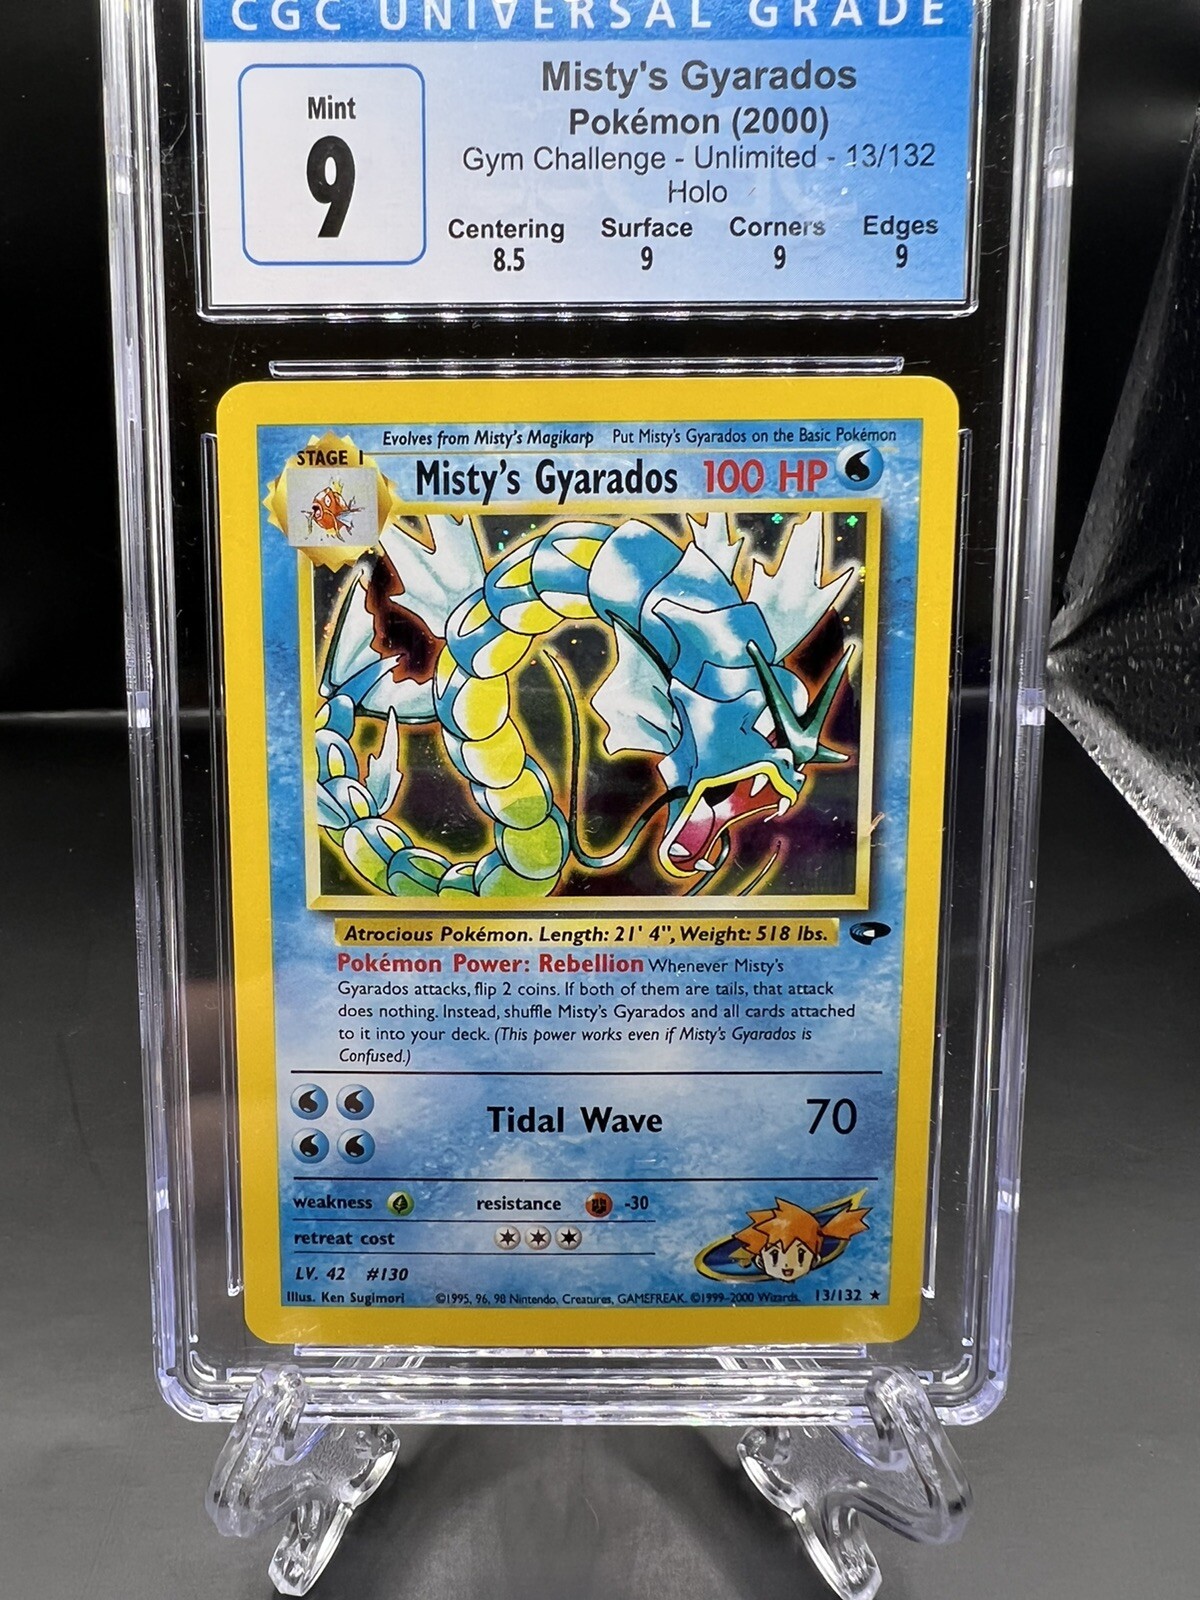 CGC UNIVERSAL GRADE
Mint
9
Misty's Gyarados
Pokémon (2000)
Gym Challenge - Unlimited - 13/132
Holo
Centering Surface Corners Edges
8.5 9 9 9
Evolves from Misty's Magikarp Put Misty's Gyarados on the Basic Pokémon
STAGE 1
Misty's Gyarados 100 HP
Atrocious Pokémon. Length: 21' 4", Weight: 518 lbs.
Pokémon Power: Rebellion Whenever Misty's
Gyarados attacks, flip 2 coins. If both of them are tails, that attack
does nothing. Instead, shuffle Misty's Gyarados and all cards attached
to it into your deck. (This power works even if Misty's Gyarados is
Confused.)
Tidal Wave 70
weakness resistance -30
retreat cost
LV. 42 #130
Illus. Ken Sugimori ©1995, 96, 98 Nintendo, Creatures, GAMEFREAK. ©1999-2000 Wizards. 13/132 ★